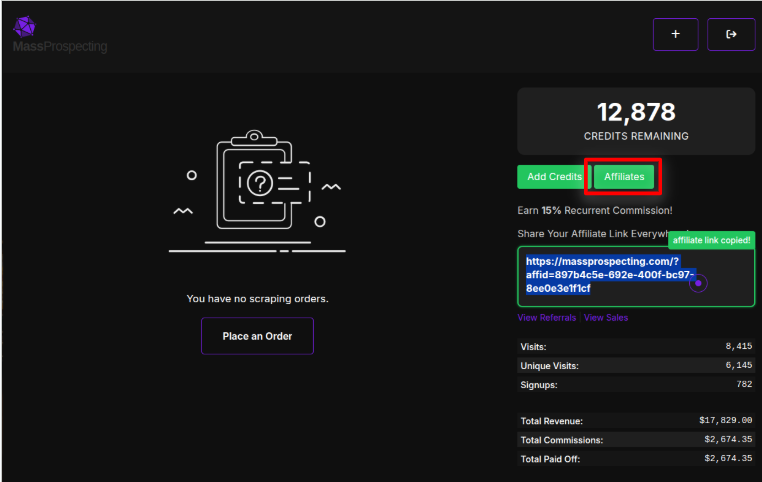 MassProspecting
+
12,878
CREDITS REMAINING
Add Credits
Affiliates
Earn 15% Recurrent Commission!
Share Your Affiliate Link
affiliate link copied!
https://massprospecting.com/?
affid=897b4c5e-692e-400f-bc97-
8ee0e3e1f1cf
View Referrals | View Sales
?
You have no scraping orders.
Place an Order
Visits: 8,415
Unique Visits: 6,145
Signups: 782
Total Revenue: $17,829.00
Total Commissions: $2,674.35
Total Paid Off: $2,674.35